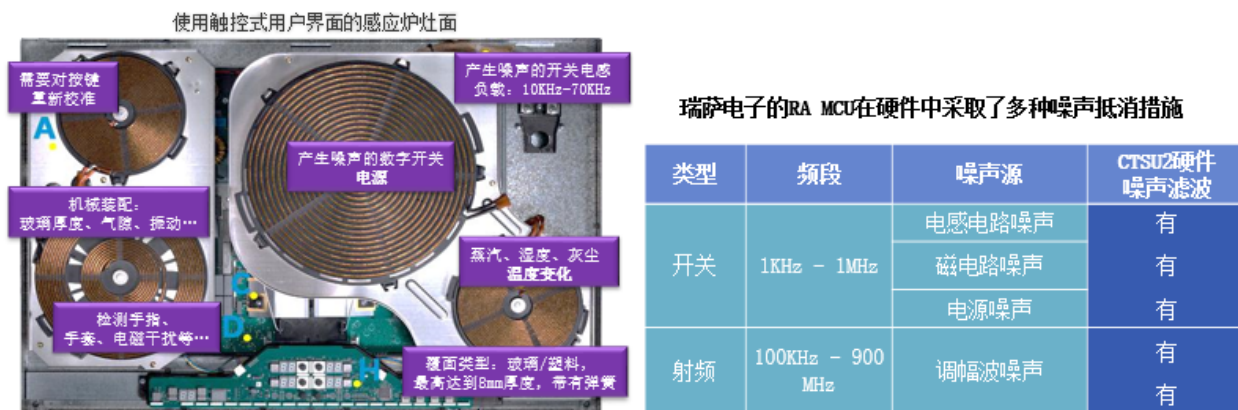 使用触控式用户界面的感应炉灶面
需要对按键
重新校准
A
产生噪声的开关电感
负载：10KHz-70KHz
产生噪声的数字开关
电源
机械装配：
玻璃厚度、气隙、振动…
蒸汽、湿度、灰尘
温度变化
C
检测手指、
手套、电磁干扰等…
D
覆面类型：玻璃/塑料，
最高达到8mm厚度，带有弹簧
H
瑞萨电子的RA MCU在硬件中采取了多种噪声抵消措施
类型 频段 噪声源 CTSU2硬件
噪声滤波
开关 1KHz - 1MHz 电感电路噪声 有
磁电路噪声 有
电源噪声 有
射频 100KHz - 900
MHz 调幅波噪声 有
有